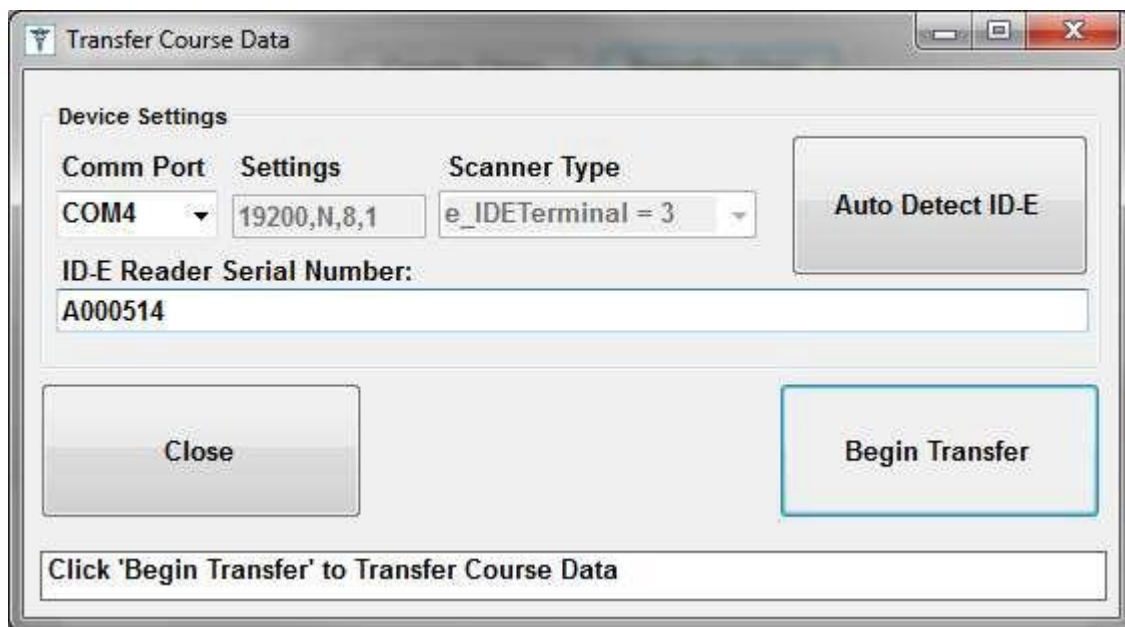 Transfer Course Data
Device Settings
Comm Port Settings Scanner Type
COM4 19200,N,8,1 e_IDETerminal = 3
Auto Detect ID-E
ID-E Reader Serial Number:
A000514
Close
Begin Transfer
Click 'Begin Transfer' to Transfer Course Data